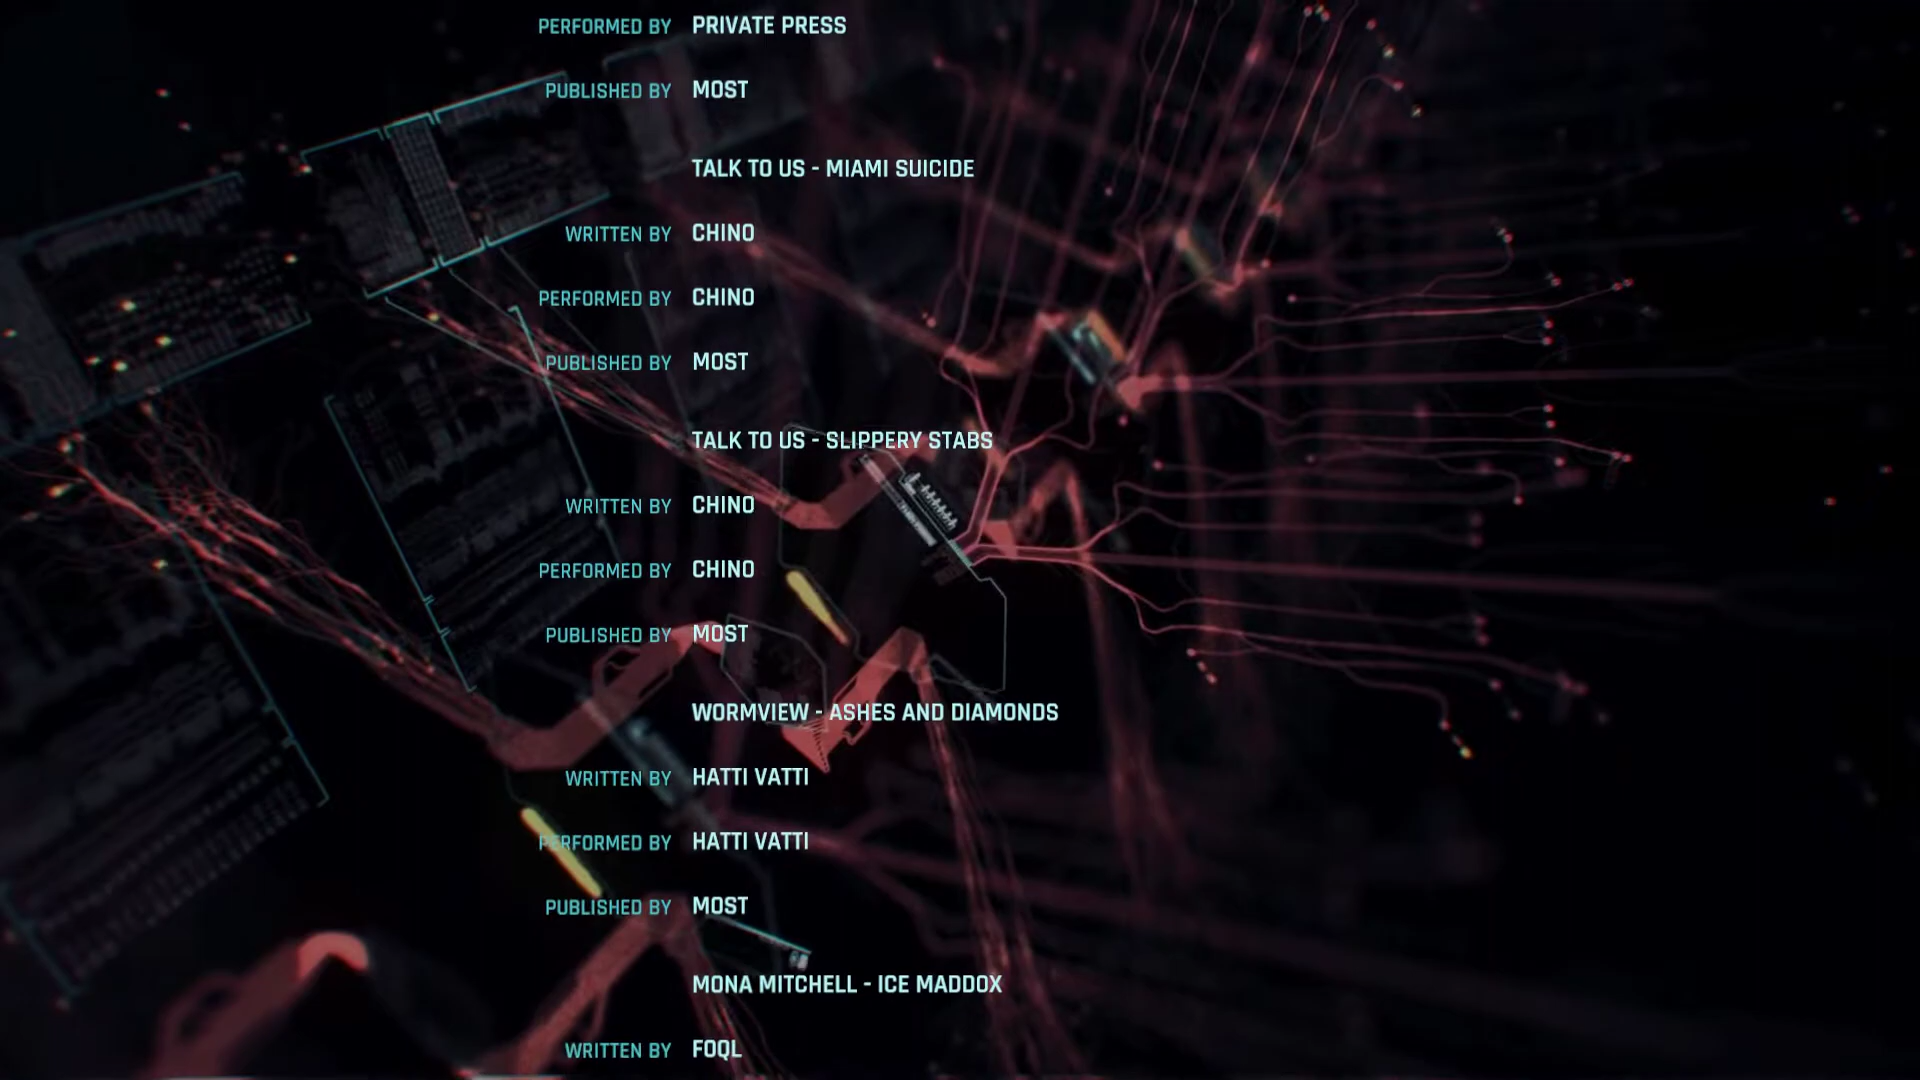 PERFORMED BY PRIVATE PRESS
PUBLISHED BY MOST
TALK TO US - MIAMI SUICIDE
WRITTEN BY CHINO
PERFORMED BY CHINO
PUBLISHED BY MOST
TALK TO US - SLIPPERY STABS
WRITTEN BY CHINO
PERFORMED BY CHINO
PUBLISHED BY MOST
WORMVIEW - ASHES AND DIAMONDS
WRITTEN BY HATTI VATTI
PERFORMED BY HATTI VATTI
PUBLISHED BY MOST
MONA MITCHELL - ICE MADDOX
WRITTEN BY FOQL